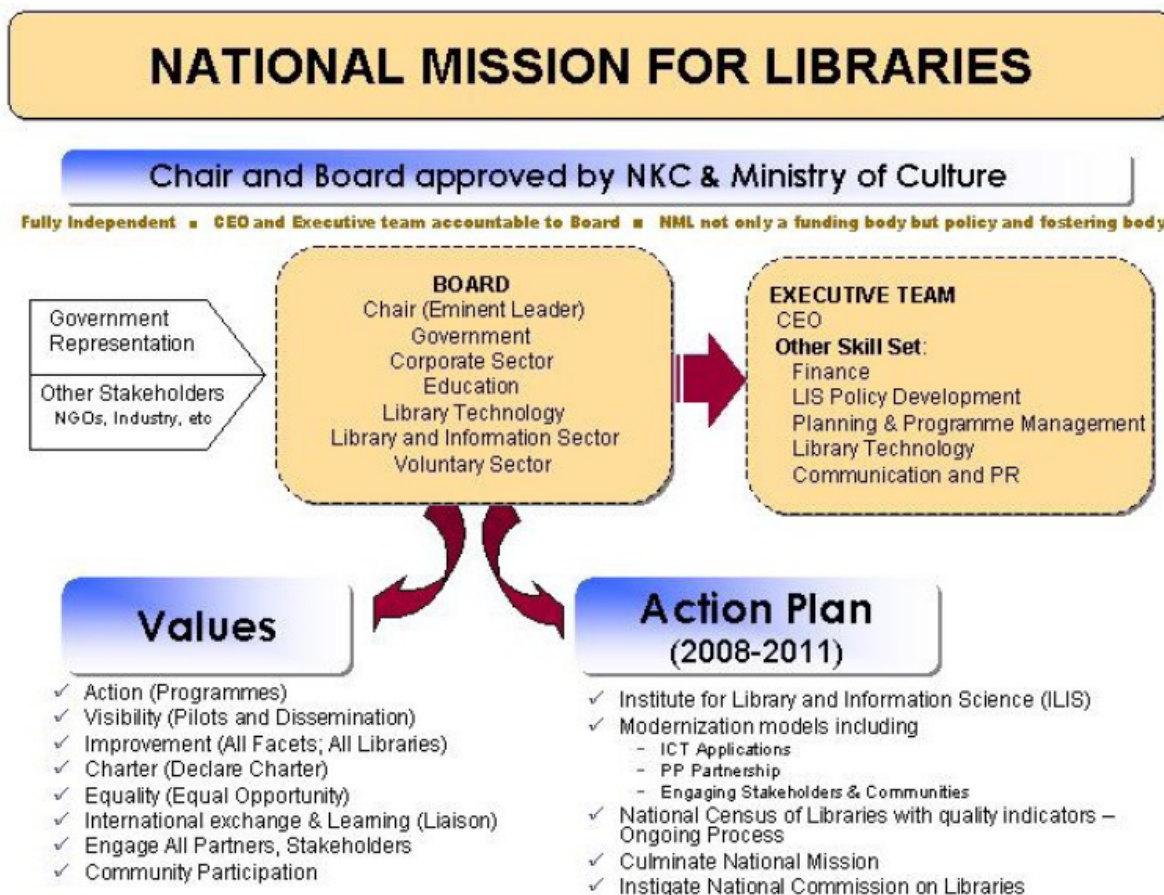 NATIONAL MISSION FOR LIBRARIES
Chair and Board approved by NKC & Ministry of Culture
Fully Independent ▪ CEO and Executive team accountable to Board ▪ NML not only a funding body but policy and fostering body
Government
Representation
Other Stakeholders
NGOs, Industry, etc
BOARD
Chair (Eminent Leader)
Government
Corporate Sector
Education
Library Technology
Library and Information Sector
Voluntary Sector
EXECUTIVE TEAM
CEO
Other Skill Set:
Finance
LIS Policy Development
Planning & Programme Management
Library Technology
Communication and PR
Values
✓ Action (Programmes)
✓ Visibility (Pilots and Dissemination)
✓ Improvement (All Facets; All Libraries)
✓ Charter (Declare Charter)
✓ Equality (Equal Opportunity)
✓ International exchange & Learning (Liaison)
✓ Engage All Partners, Stakeholders
✓ Community Participation
Action Plan
(2008-2011)
✓ Institute for Library and Information Science (ILIS)
✓ Modernization models including
- ICT Applications
- PP Partnership
- Engaging Stakeholders & Communities
✓ National Census of Libraries with quality indicators –
Ongoing Process
✓ Culminate National Mission
✓ Instigate National Commission on Libraries